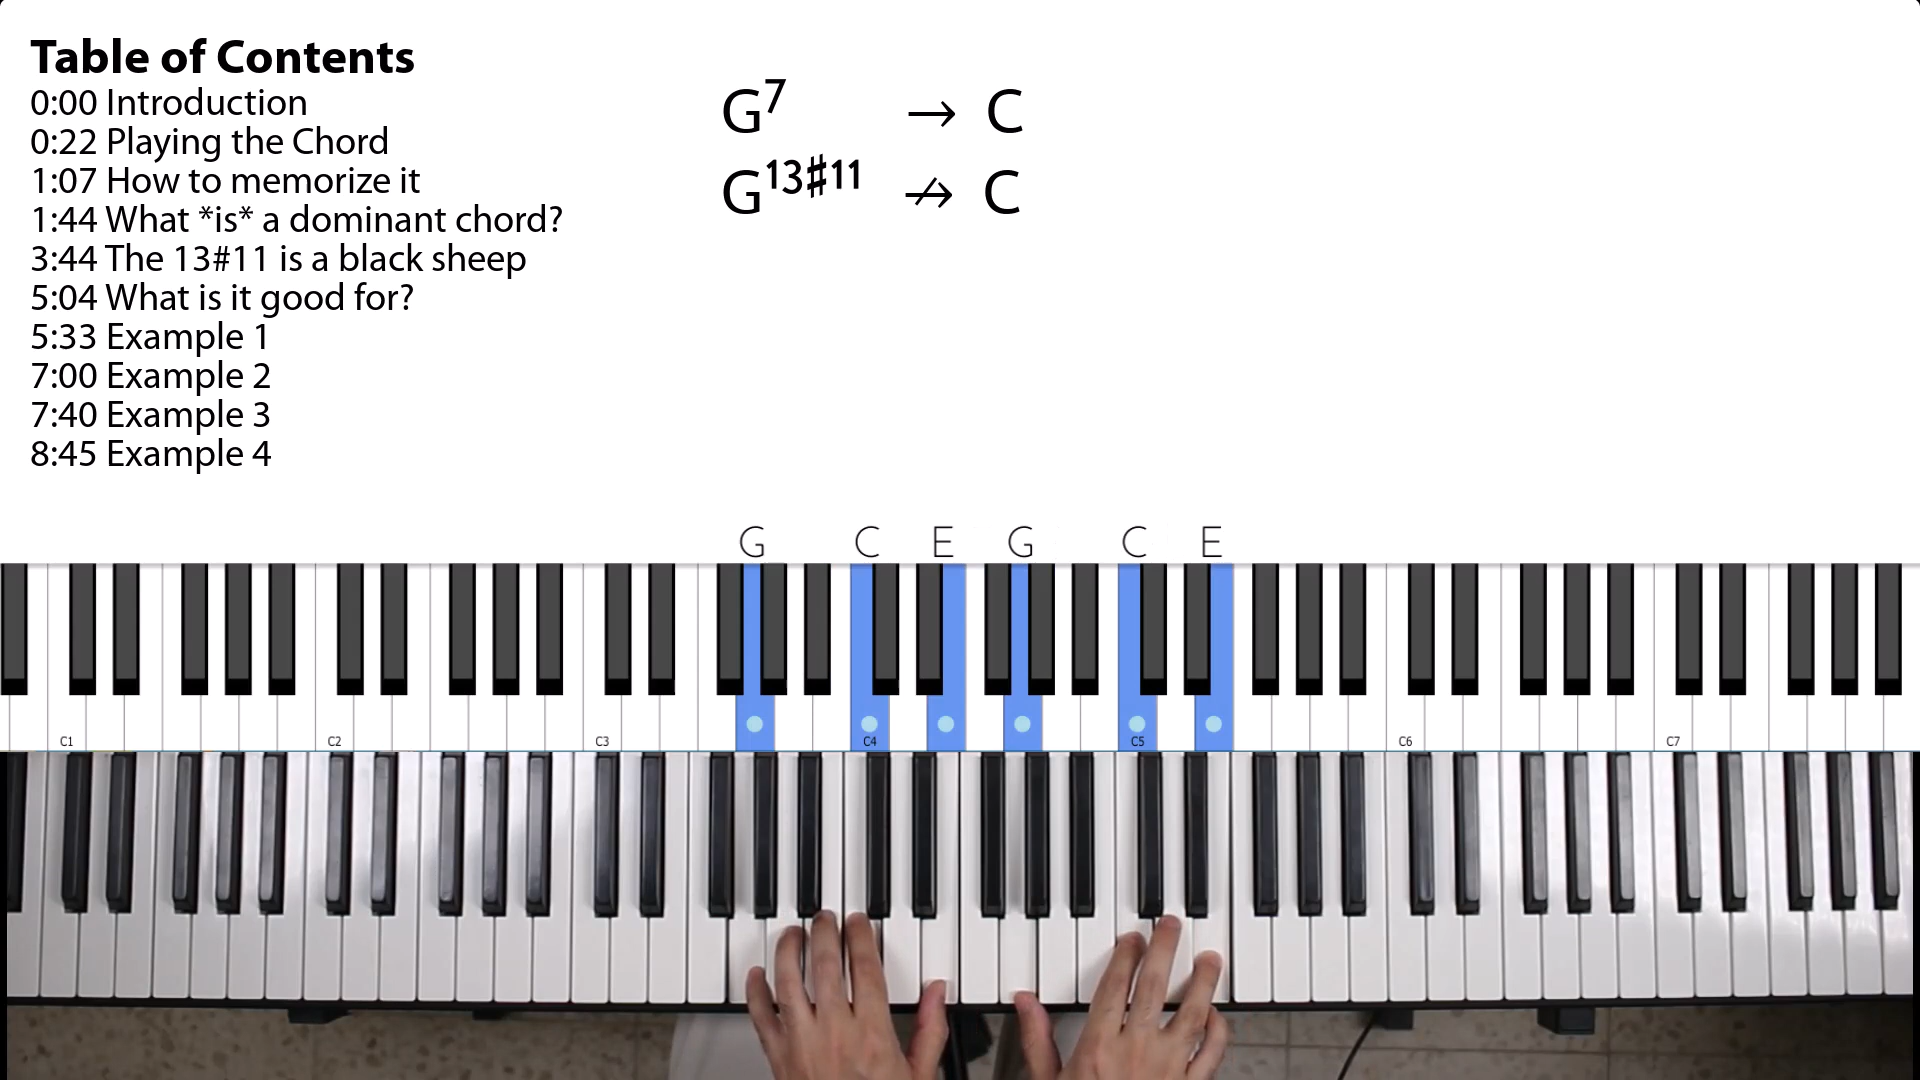 Table of Contents
0:00 Introduction
0:22 Playing the Chord
1:07 How to memorize it
1:44 What *is* a dominant chord?
3:44 The 13#11 is a black sheep
5:04 What is it good for?
5:33 Example 1
7:00 Example 2
7:40 Example 3
8:45 Example 4
G7 → C
G13♯11 ↛ C
G C E G C E
C1 C2 C3 C4 C5 C6 C7